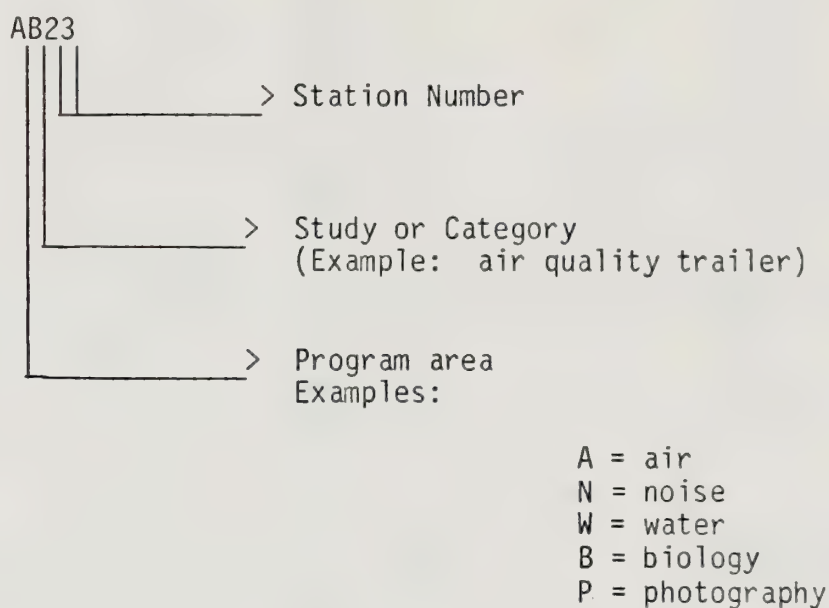 AB23
> Station Number
> Study or Category
(Example: air quality trailer)
> Program area
Examples:
A = air
N = noise
W = water
B = biology
P = photography